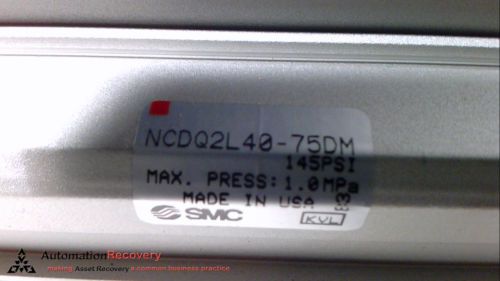 NCDQ2L40-75DM
145PSI
MAX. PRESS: 1.0MPa
MADE IN USA
SMC
KVL
AutomationRecovery
making Asset Recovery a common business practice